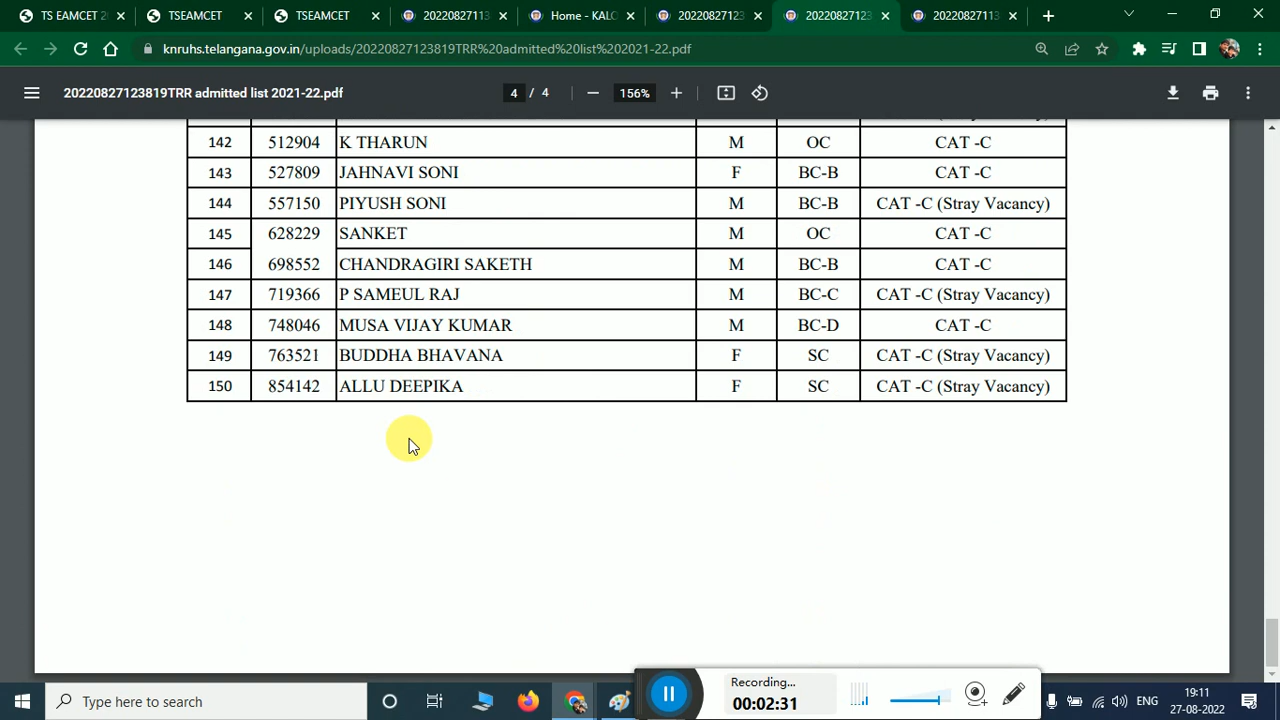 TS EAMCET 20
TSEAMCET
TSEAMCET
20220827113
Home - KALO
20220827123
20220827123
20220827113
knruhs.telangana.gov.in/uploads/20220827123819TRR%20admitted%20list%202021-22.pdf
20220827123819TRR admitted list 2021-22.pdf
4 / 4
156%
142 512904 K THARUN M OC CAT -C
143 527809 JAHNAVI SONI F BC-B CAT -C
144 557150 PIYUSH SONI M BC-B CAT -C (Stray Vacancy)
145 628229 SANKET M OC CAT -C
146 698552 CHANDRAGIRI SAKETH M BC-B CAT -C
147 719366 P SAMEUL RAJ M BC-C CAT -C (Stray Vacancy)
148 748046 MUSA VIJAY KUMAR M BC-D CAT -C
149 763521 BUDDHA BHAVANA F SC CAT -C (Stray Vacancy)
150 854142 ALLU DEEPIKA F SC CAT -C (Stray Vacancy)
Recording...
00:02:31
Type here to search
ENG
19:11
27-08-2022